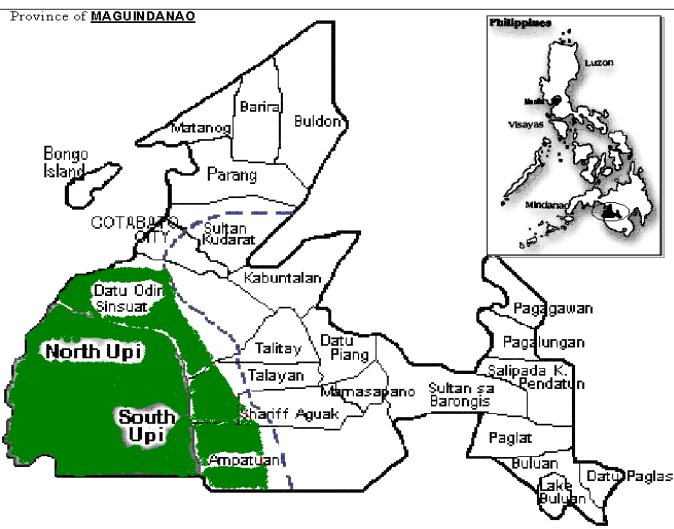 Province of MAGUINDANAO
Philippines
Luzon
Manila
Visayas
Mindanao
Barira
Matanog
Buldon
Bongo
Island
Parang
COTABATO
CITY
Sultan
Kudarat
Kabuntalan
Datu Odin
Sinsuat
Pagagawan
North Upi
Talitay
Datu
Piang
Pagalungan
Talayan
Salipada K.
Pendatun
Mamasapano
Sultan sa
Barongis
South
Upi
Shariff Aguak
Paglat
Ampatuan
Buluan
Datu Paglas
Lake
Buluan